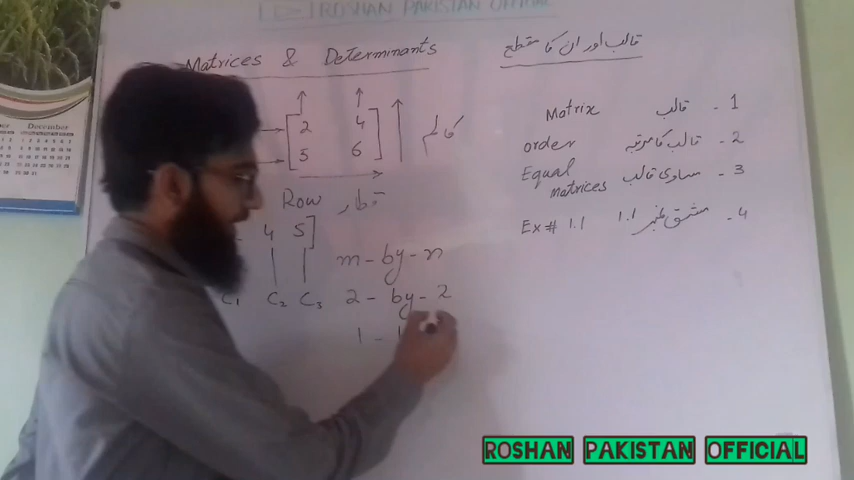 ROSHAN PAKISTAN OFFICIAL
Matrices & Determinants
قالب اور ان کا مقطع
December
2 4
5 6
کالم
Row قطار
4 5]
m - by - n
C1 C2 C3 2 - by - 2
1 -
Matrix قالب - 1
order قالب کا مرتبہ - 2
Equal matrices مساوی قالب - 3
Ex # 1.1 مشق نمبر 1.1 - 4
ROSHAN PAKISTAN OFFICIAL